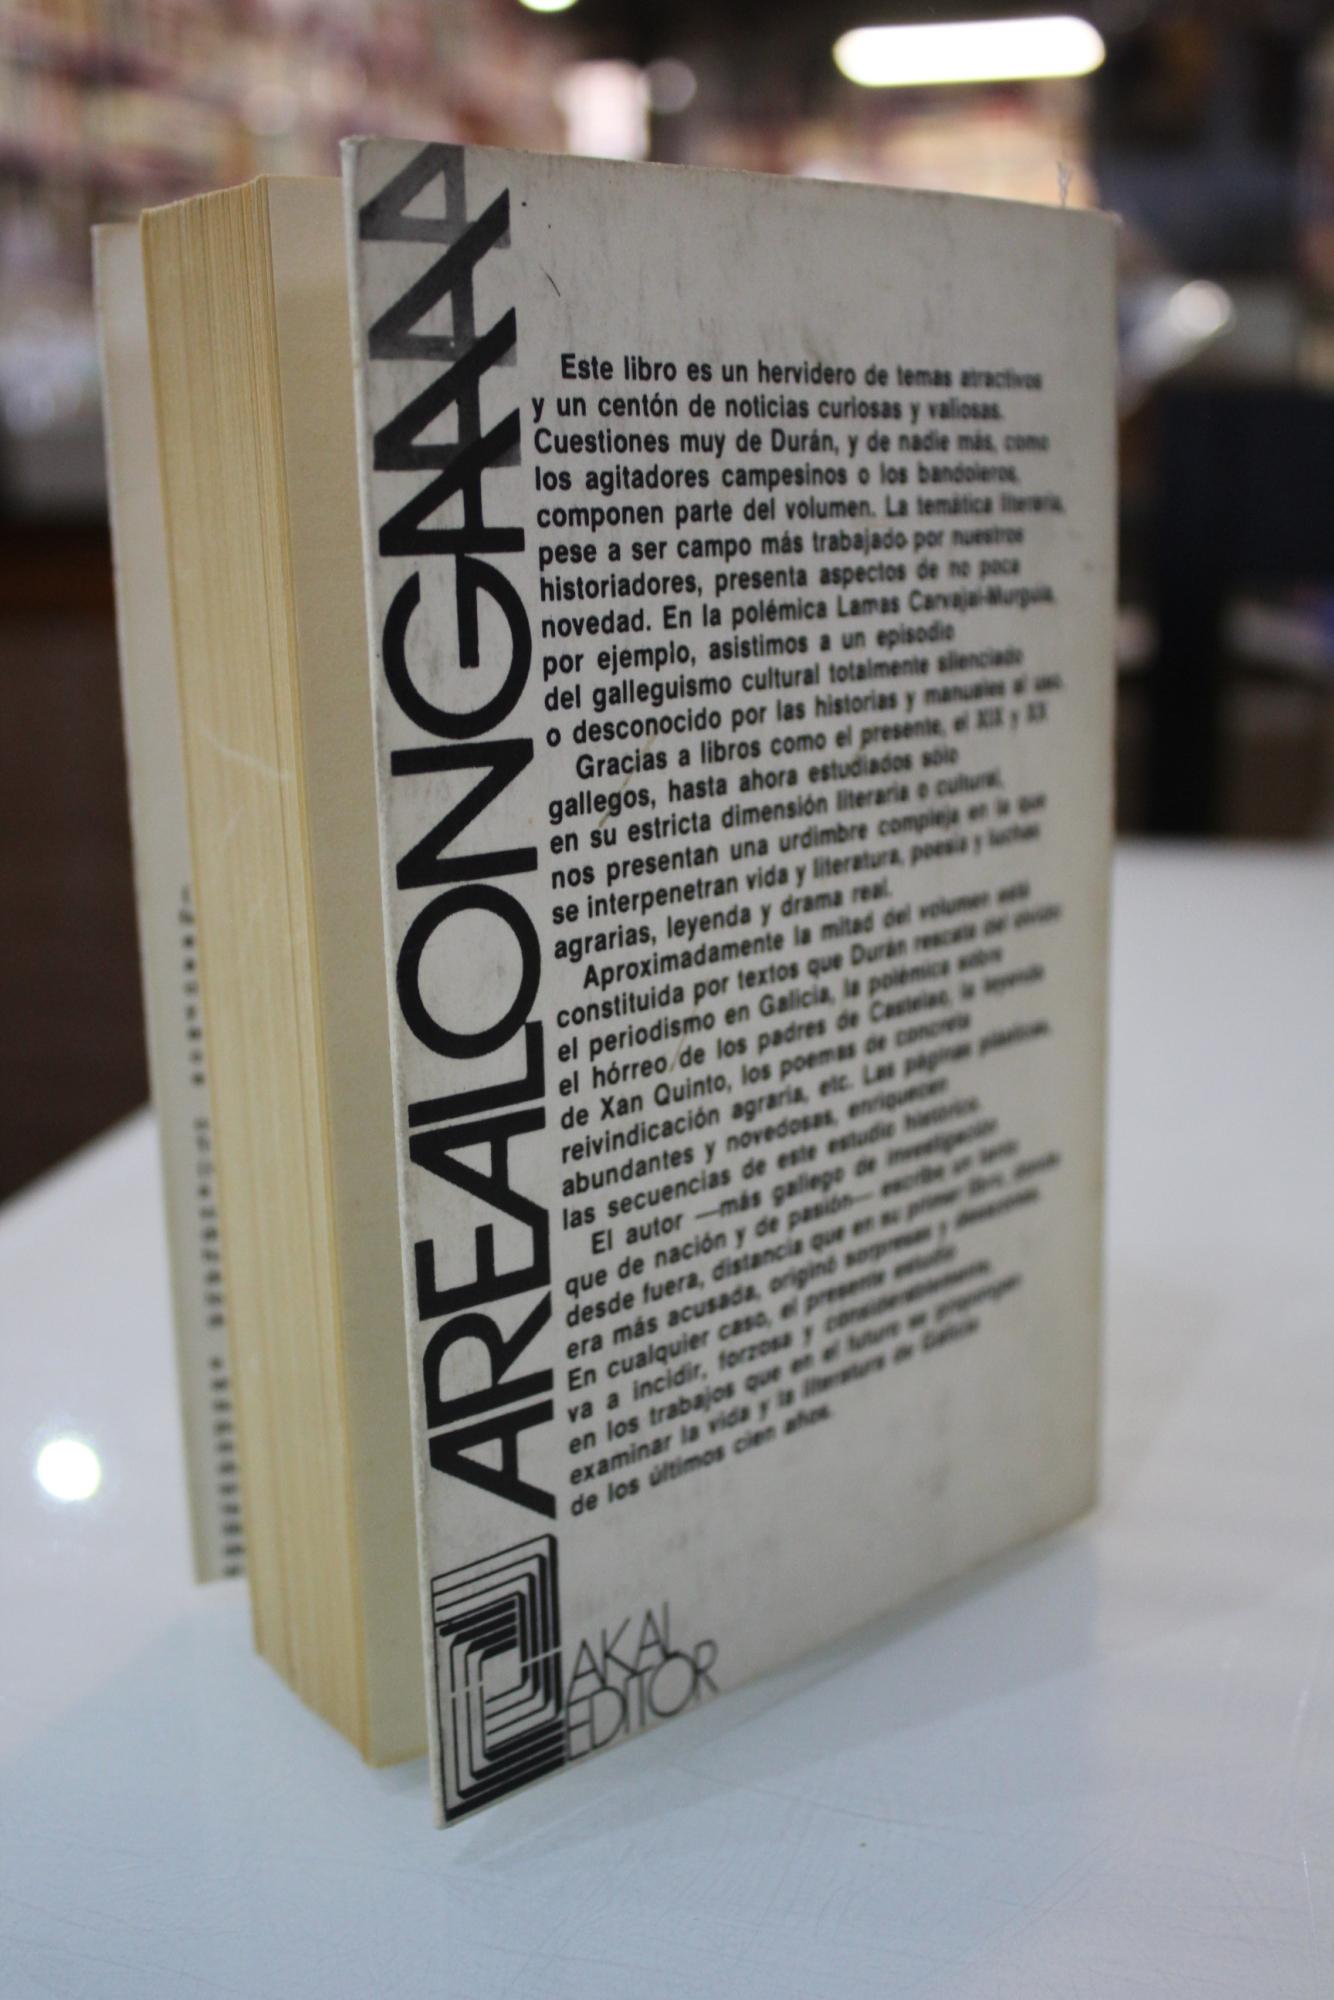 AREALONGAAA
Este libro es un hervidero de temas atractivos
y un centón de noticias curiosas y valiosas.
Cuestiones muy de Durán, y de nadie más, como
los agitadores campesinos o los bandoleros,
componen parte del volumen. La temática literaria,
pese a ser campo más trabajado por nuestros
historiadores, presenta aspectos de no poca
novedad. En la polémica Lamas Carvajal-Murguía,
por ejemplo, asistimos a un episodio
del galleguismo cultural totalmente silenciado
o desconocido por las historias y manuales al uso.
Gracias a libros como el presente, el XIX y XX
gallegos, hasta ahora estudiados sólo
en su estricta dimensión literaria o cultural,
nos presentan una urdimbre compleja en la que
se interpenetran vida y literatura, poesía y luchas
agrarias, leyenda y drama real.
Aproximadamente la mitad del volumen está
constituida por textos que Durán rescata del olvido
el periodismo en Galicia, la polémica sobre
el hórreo de los padres de Castelao, la leyenda
de Xan Quinto, los poemas de concreta
reivindicación agraria, etc. Las páginas plásticas,
abundantes y novedosas, enriquecen
las secuencias de este estudio histórico.
El autor —más gallego de investigación
que de nación y de pasión— escribe un tanto
desde fuera, distancia que en su primer libro, donde
era más acusada, originó sorpresas y desazones.
En cualquier caso, el presente estudio
va a incidir, forzosa y considerablemente,
en los trabajos que en el futuro se propongan
examinar la vida y la literatura de Galicia
de los últimos cien años.
AKAL
EDITOR